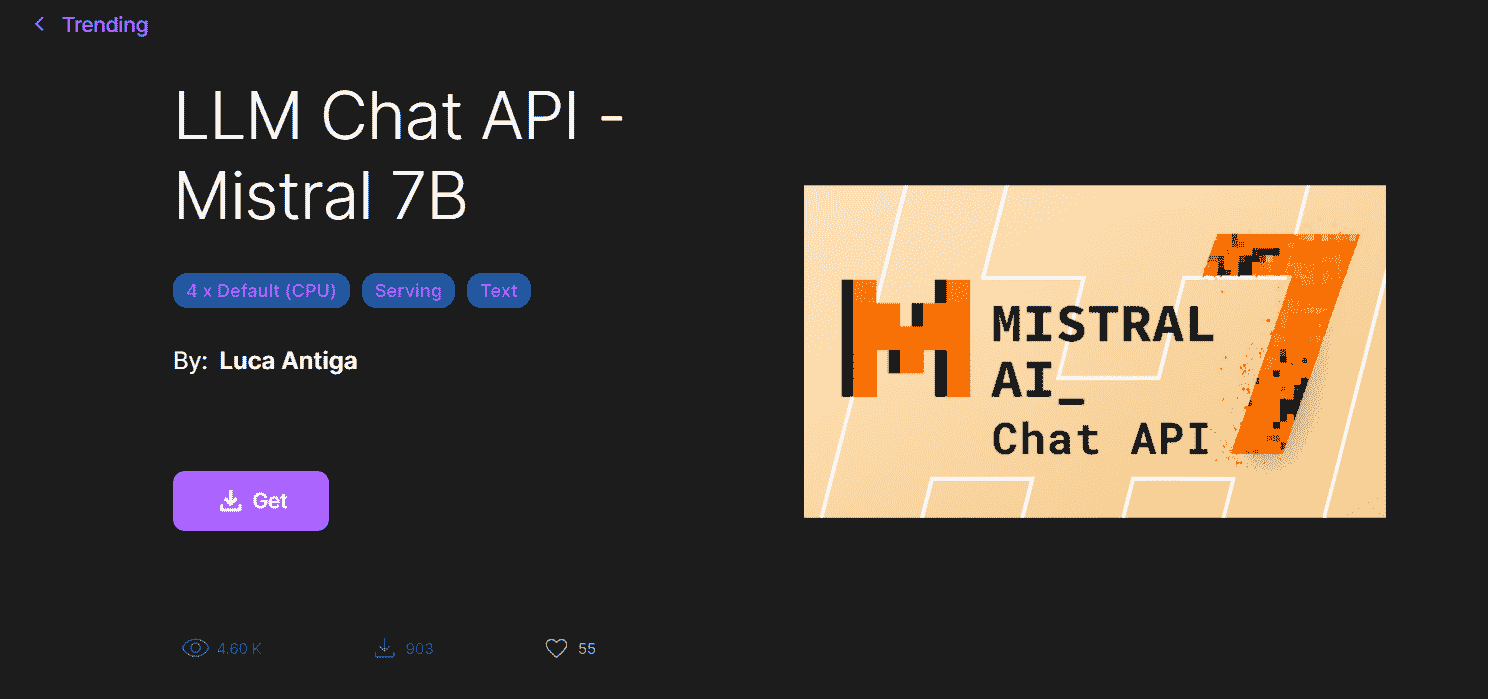 Trending
LLM Chat API -
Mistral 7B
4 x Default (CPU) Serving Text
By: Luca Antiga
Get
4.60 K 903 55
MISTRAL
AI_
Chat API
7